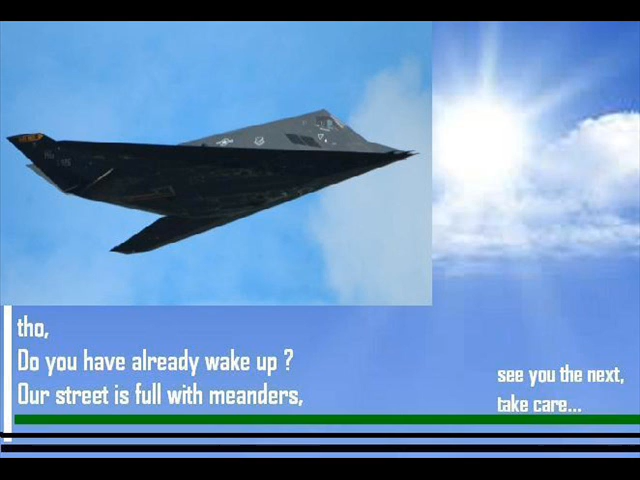 tho,
Do you have already wake up ?
Our street is full with meanders,
see you the next,
take care...